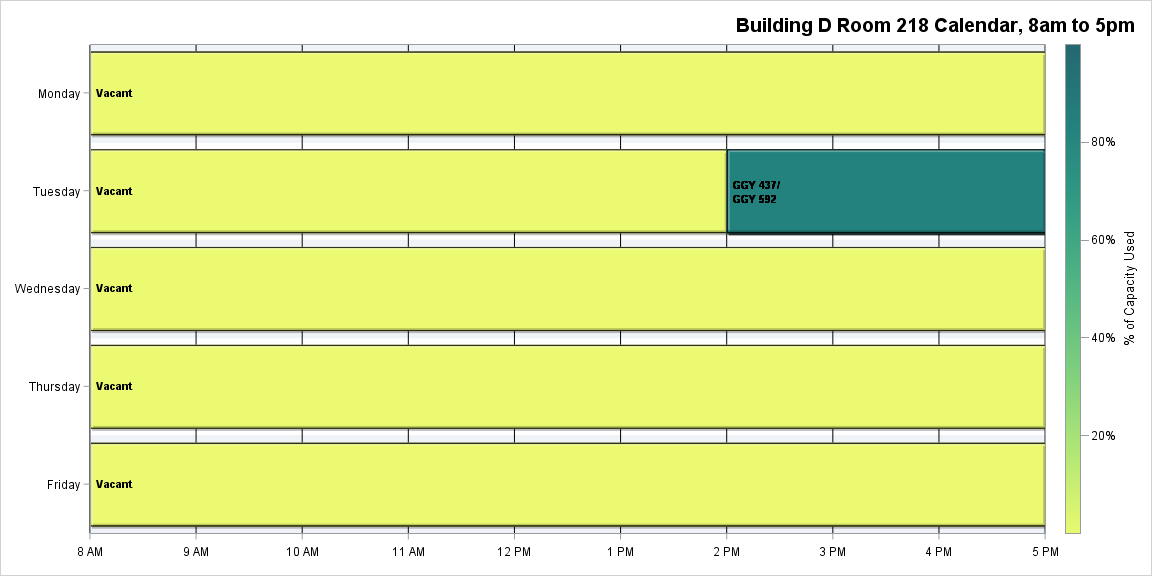 Building D Room 218 Calendar, 8am to 5pm
Monday
Vacant
Tuesday
Vacant
GGY 437/
GGY 592
Wednesday
Vacant
Thursday
Vacant
Friday
Vacant
8 AM 9 AM 10 AM 11 AM 12 PM 1 PM 2 PM 3 PM 4 PM 5 PM
80%
60%
40%
20%
% of Capacity Used